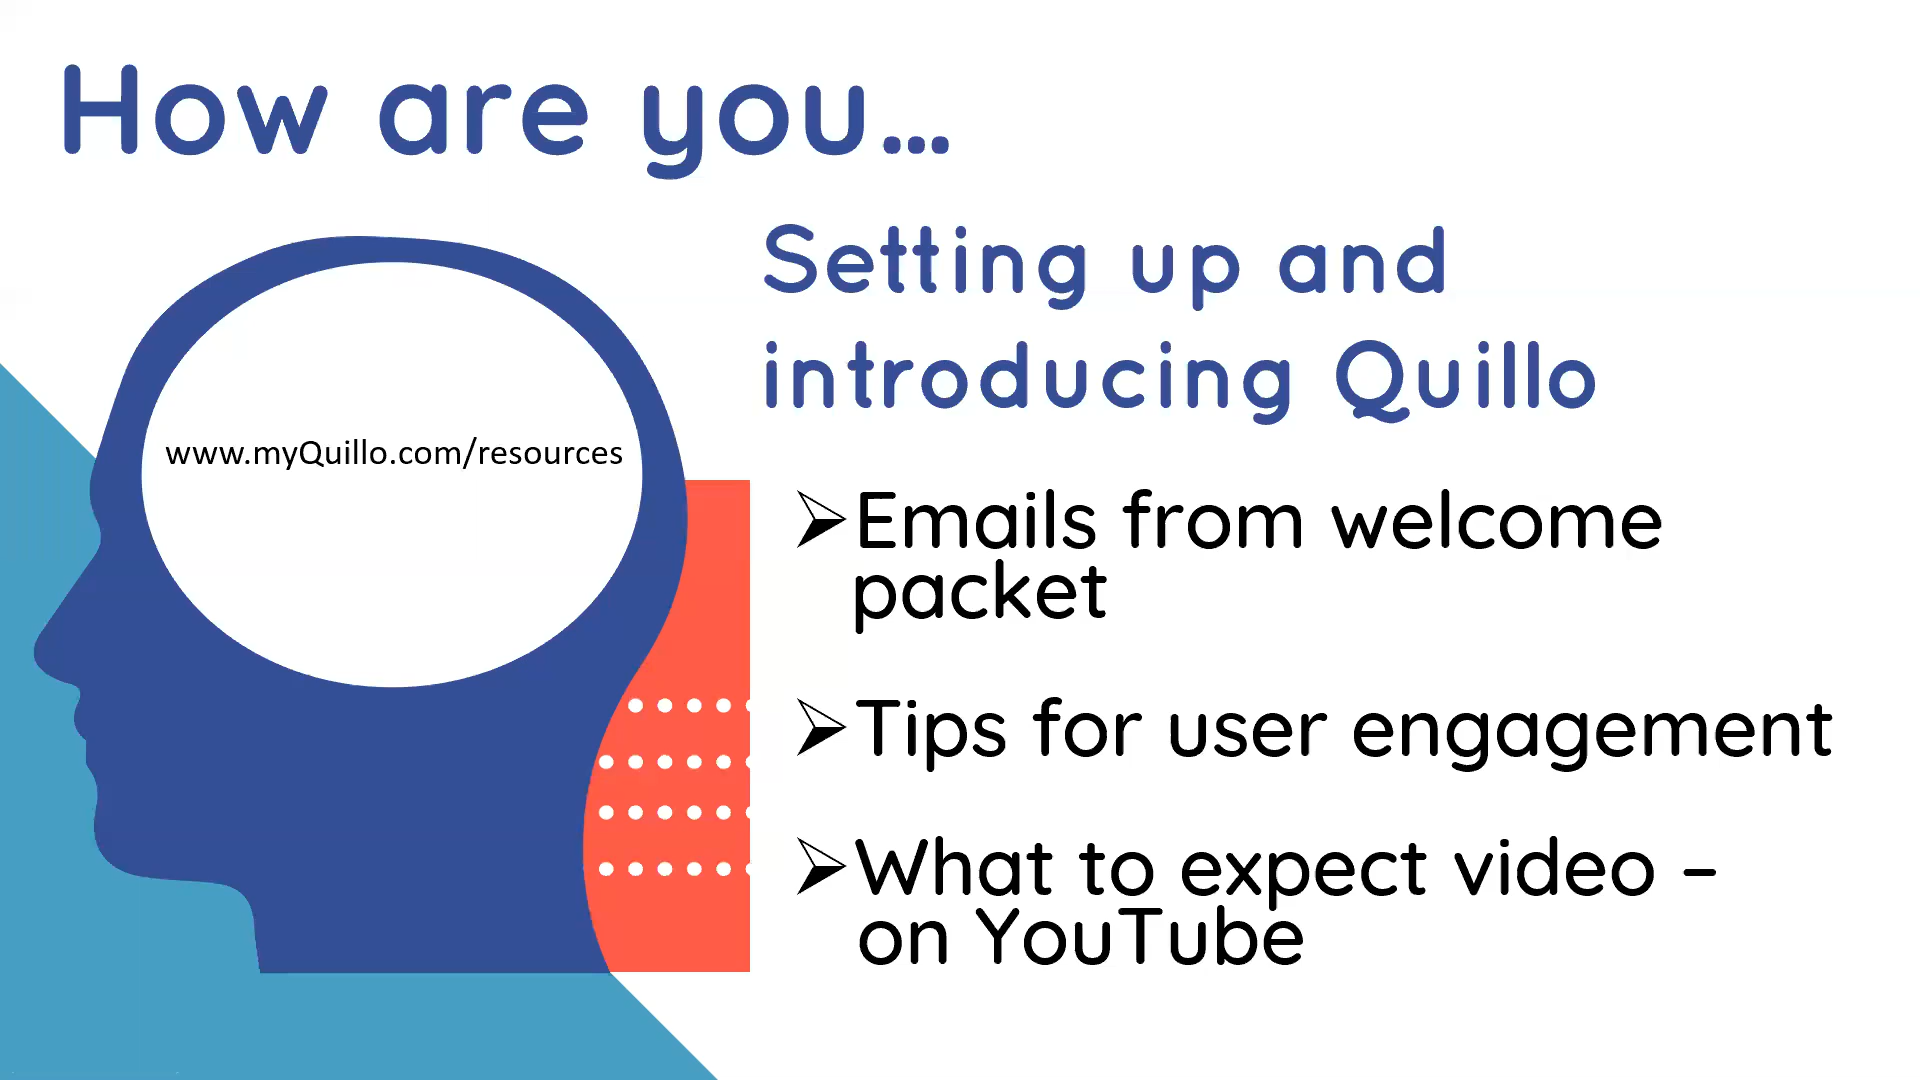 How are you...
Setting up and
introducing Quillo
www.myQuillo.com/resources
➢Emails from welcome
packet
➢Tips for user engagement
➢What to expect video –
on YouTube